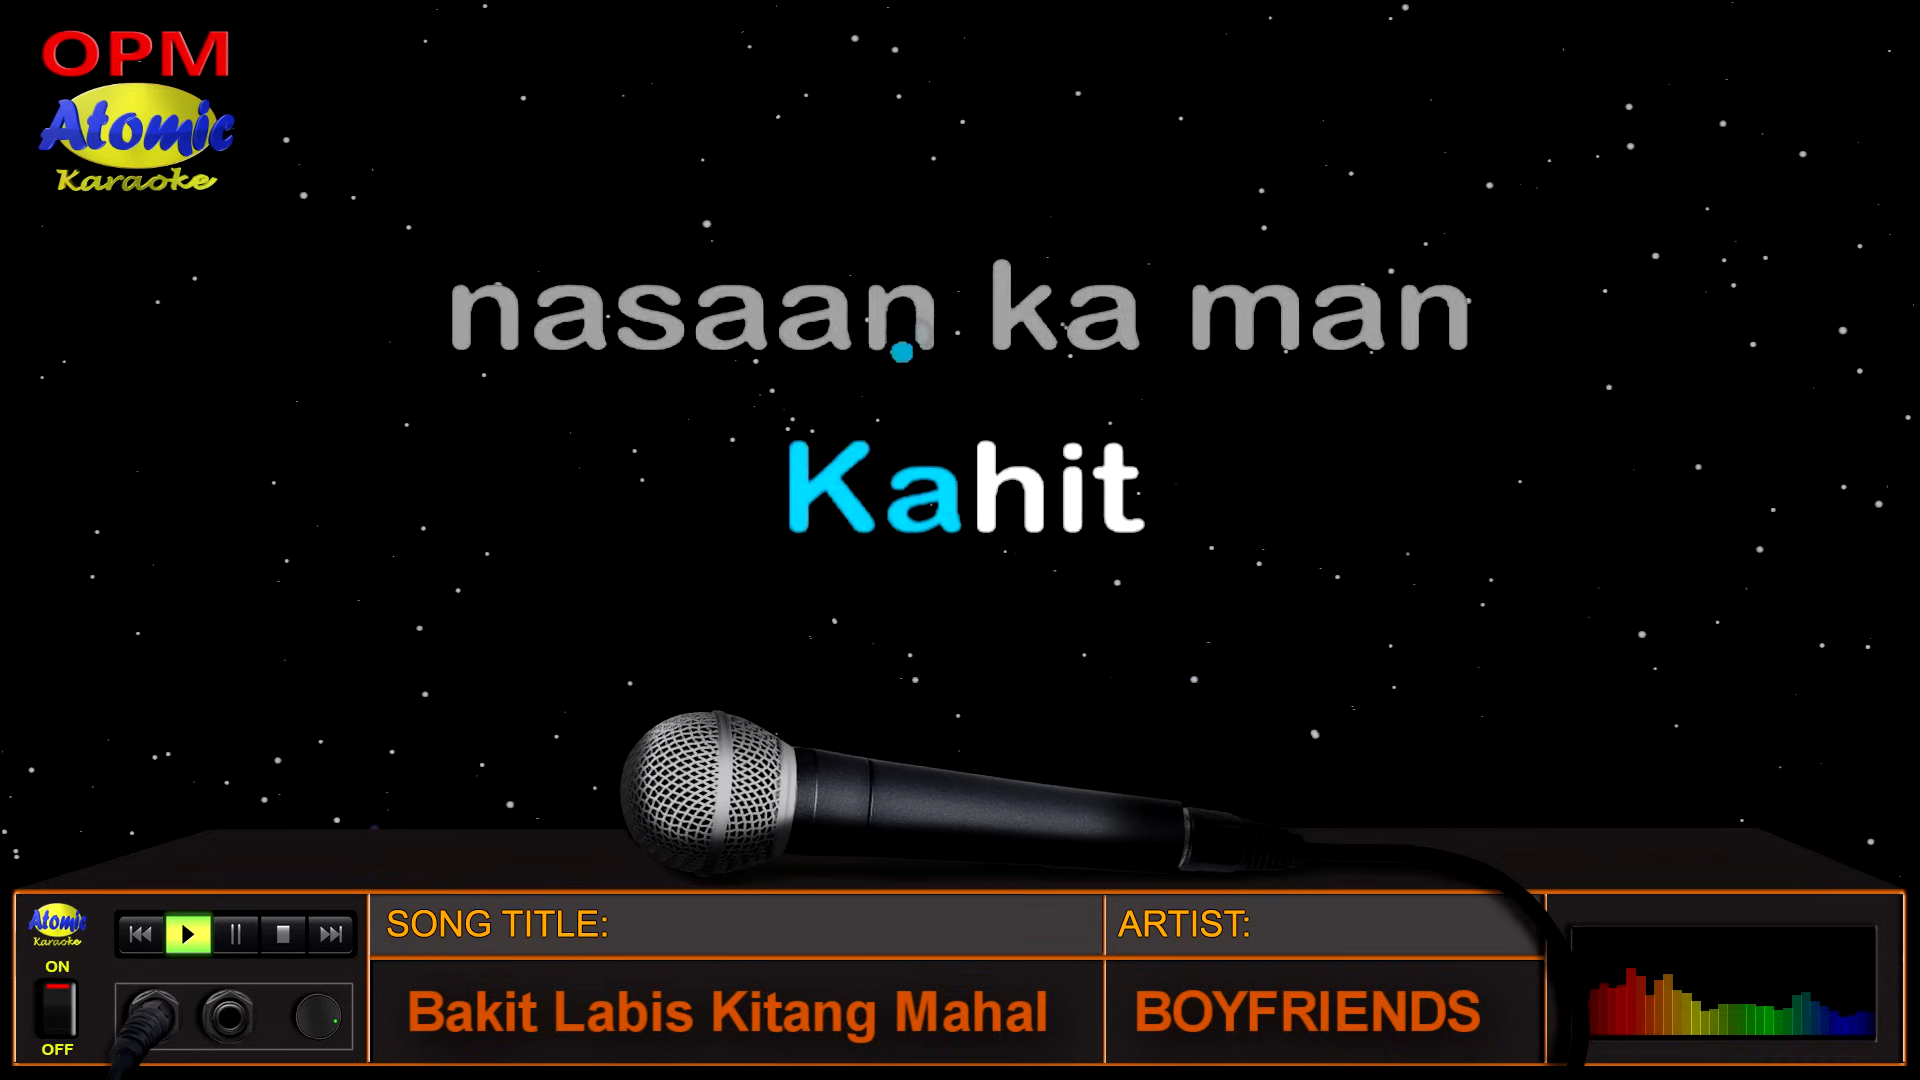 OPM
Atomic
Karaoke
nasaan ka man
Kahit
Atomic
Karaoke
ON
OFF
SONG TITLE:
ARTIST:
Bakit Labis Kitang Mahal
BOYFRIENDS